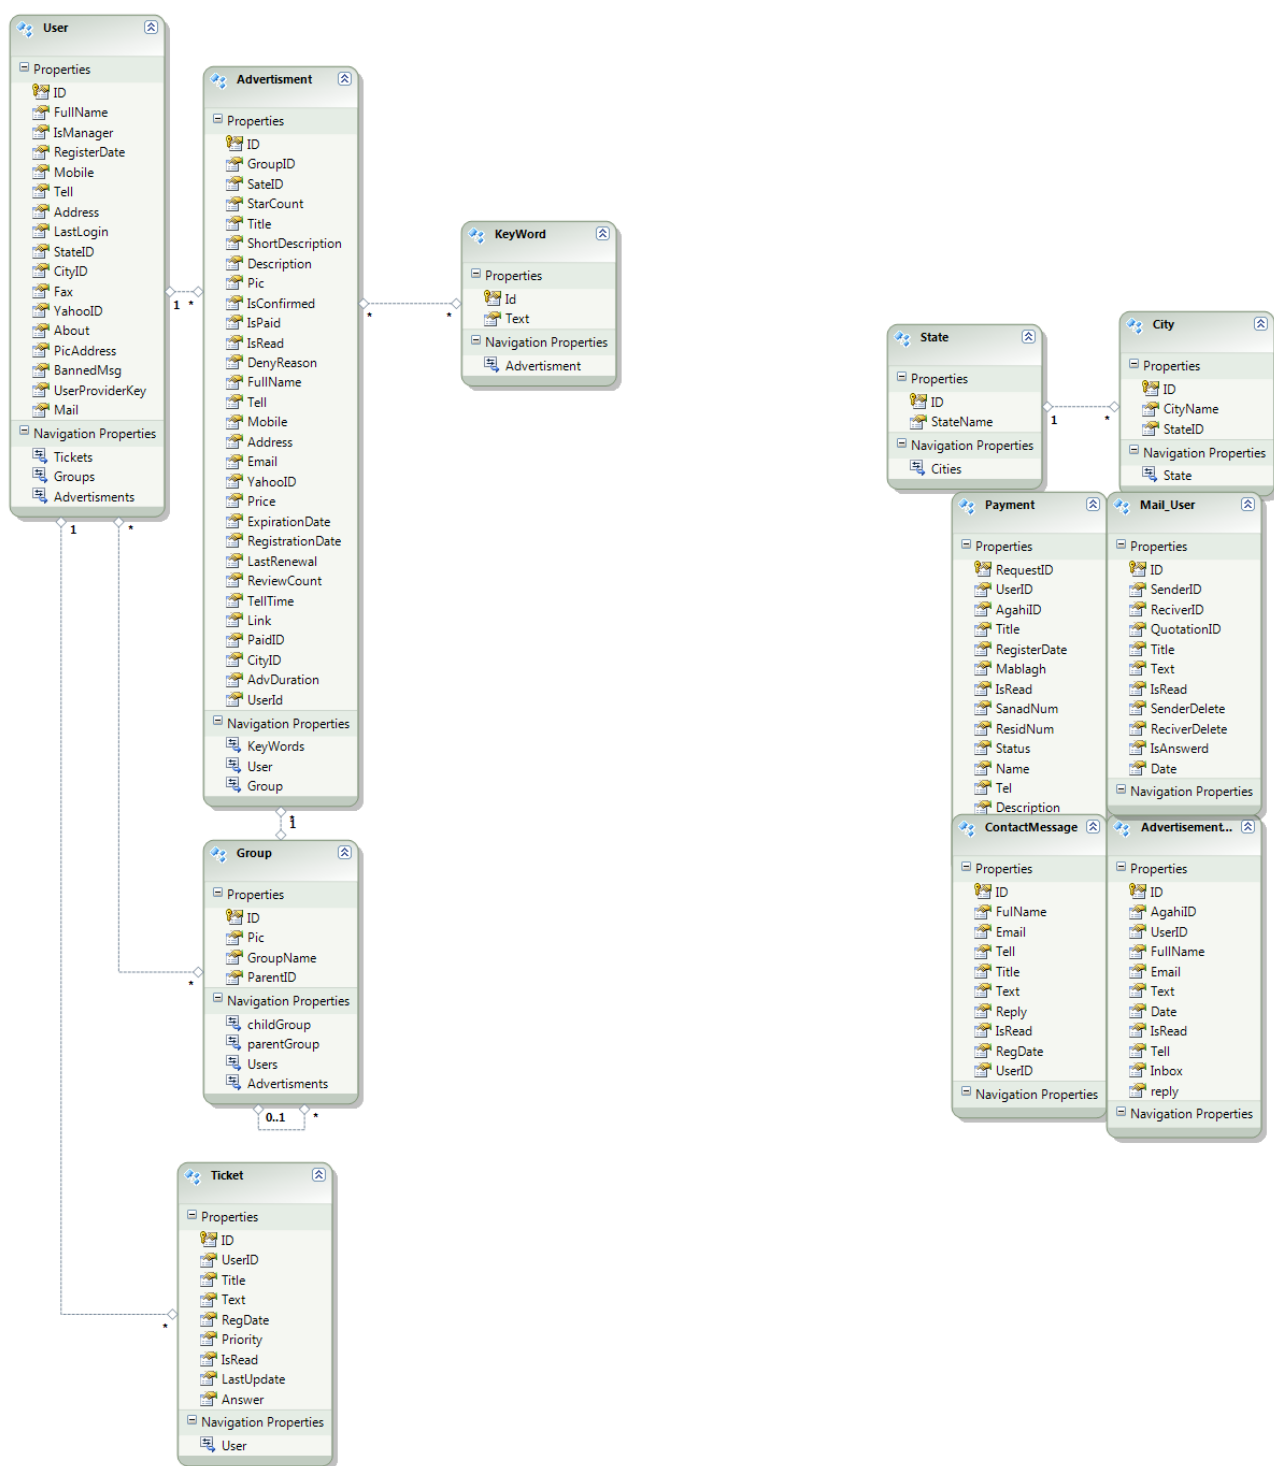 User
Properties
ID
FullName
IsManager
RegisterDate
Mobile
Tell
Address
LastLogin
StateID
CityID
Fax
YahooID
About
PicAddress
BannedMsg
UserProviderKey
Mail
Navigation Properties
Tickets
Groups
Advertisments
1
*
1 *
Advertisment
Properties
ID
GroupID
SateID
StarCount
Title
ShortDescription
Description
Pic
IsConfirmed
IsPaid
IsRead
DenyReason
FullName
Tell
Mobile
Address
Email
YahooID
Price
ExpirationDate
RegistrationDate
LastRenewal
ReviewCount
TellTime
Link
PaidID
CityID
AdvDuration
UserId
Navigation Properties
KeyWords
User
Group
*
1
* *
KeyWord
Properties
Id
Text
Navigation Properties
Advertisment
Group
Properties
ID
Pic
GroupName
ParentID
Navigation Properties
childGroup
parentGroup
Users
Advertisments
*
0..1 *
Ticket
Properties
ID
UserID
Title
Text
RegDate
Priority
IsRead
LastUpdate
Answer
Navigation Properties
User
*
State
Properties
ID
StateName
Navigation Properties
Cities
1 *
City
Properties
ID
CityName
StateID
Navigation Properties
State
Payment
Properties
RequestID
UserID
AgahiID
Title
RegisterDate
Mablagh
IsRead
SanadNum
ResidNum
Status
Name
Tel
Description
Mail_User
Properties
ID
SenderID
ReciverID
QuotationID
Title
Text
IsRead
SenderDelete
ReciverDelete
IsAnswerd
Date
Navigation Properties
ContactMessage
Properties
ID
FulName
Email
Tell
Title
Text
Reply
IsRead
RegDate
UserID
Navigation Properties
Advertisement...
Properties
ID
AgahiID
UserID
FullName
Email
Text
Date
IsRead
Tell
Inbox
reply
Navigation Properties